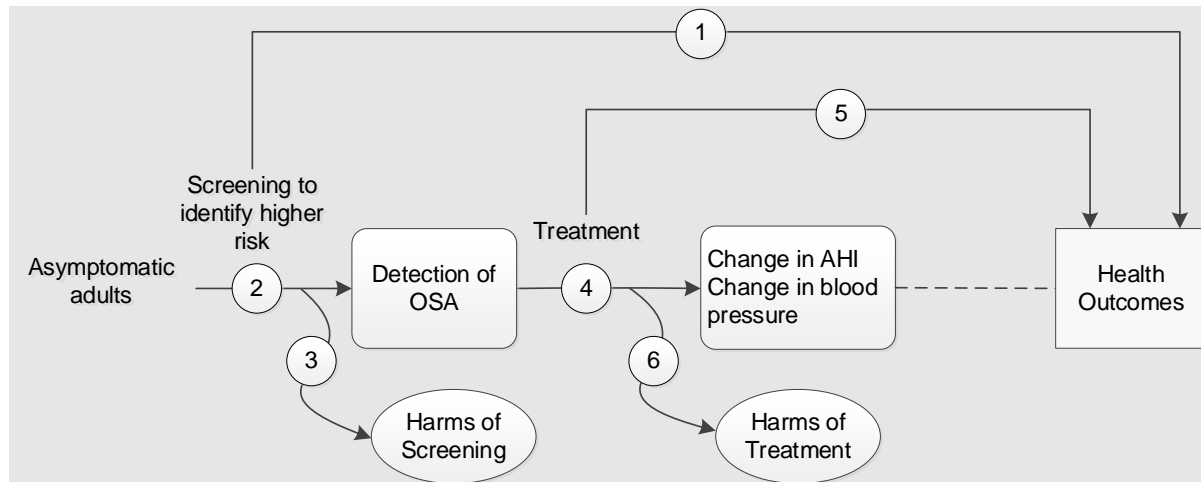 1
5
Screening to
identify higher
risk
Treatment
Asymptomatic
adults
2
Detection of
OSA
4
Change in AHI
Change in blood
pressure
Health
Outcomes
3
6
Harms of
Screening
Harms of
Treatment